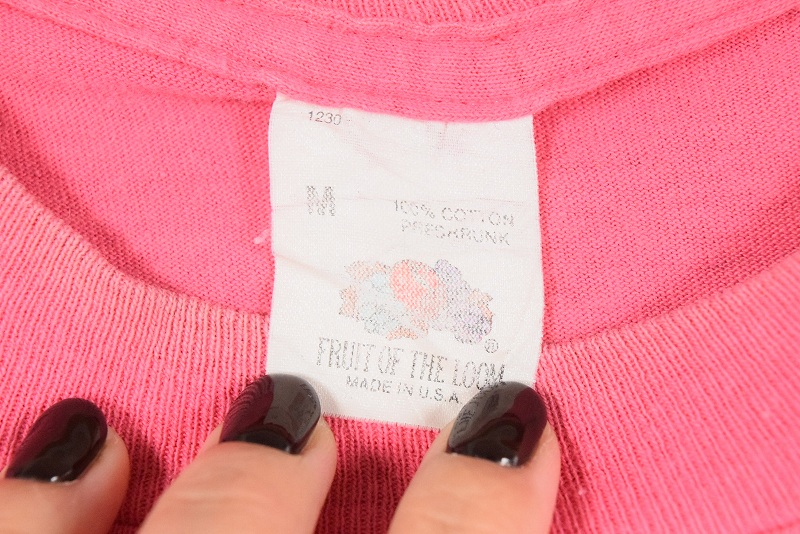 1230
M
100% COTTON
PRESHRUNK
®
FRUIT OF THE LOOM
MADE IN U.S.A.